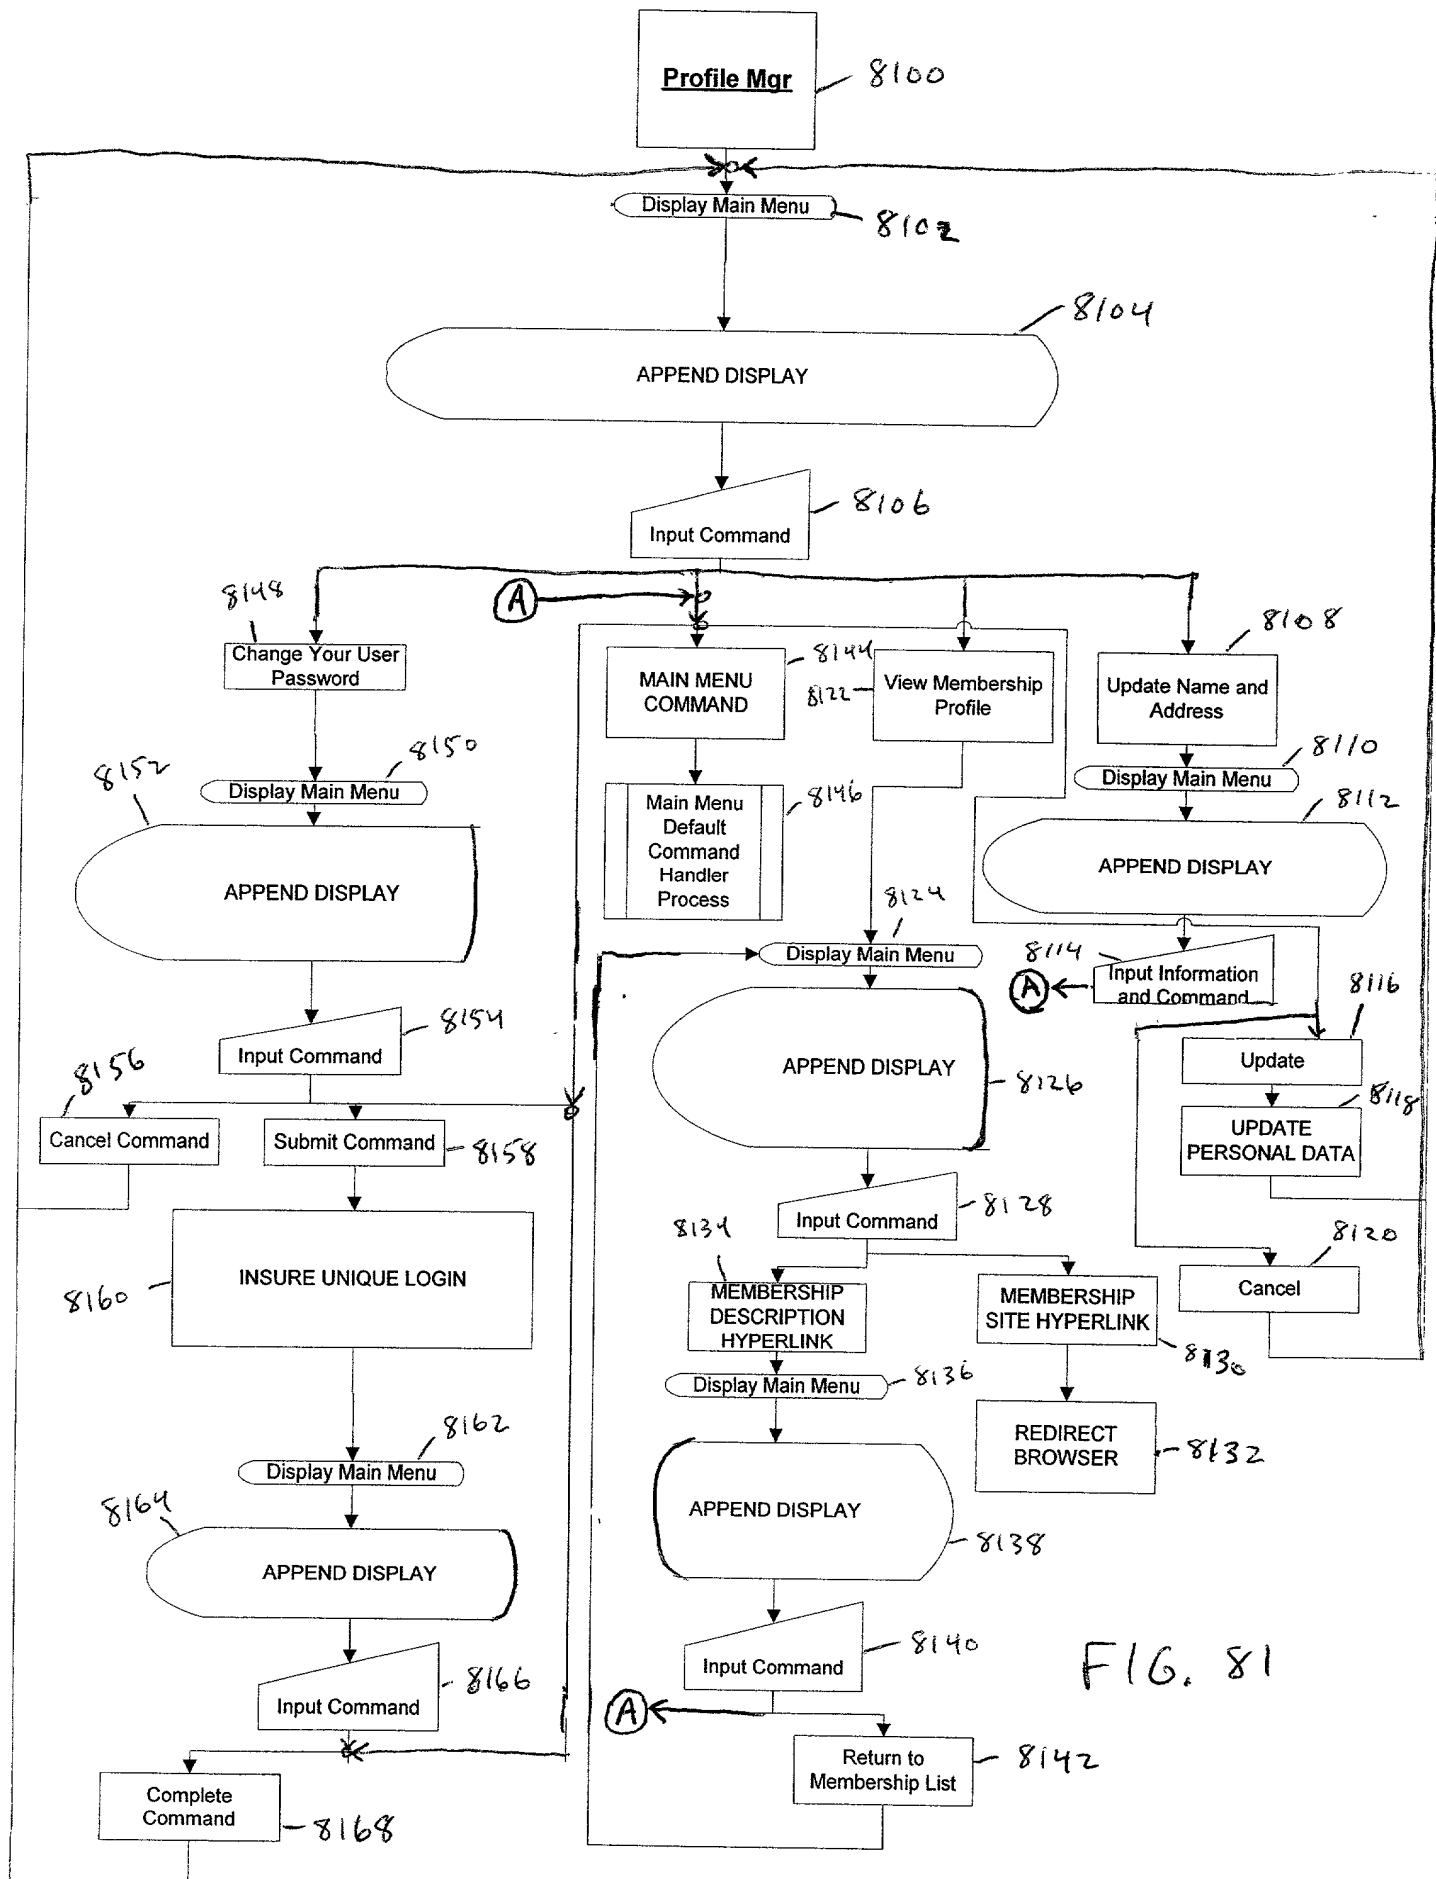 Profile Mgr
8100
Display Main Menu
8102
8104
APPEND DISPLAY
8106
Input Command
A
8148
Change Your User
Password
8144
MAIN MENU
COMMAND
8122
View Membership
Profile
8108
Update Name and
Address
8150
Display Main Menu
8152
APPEND DISPLAY
8146
Main Menu
Default
Command
Handler
Process
8110
Display Main Menu
8112
APPEND DISPLAY
8124
Display Main Menu
8114
Input Information
and Command
A
8154
Input Command
8126
APPEND DISPLAY
8116
Update
8118
UPDATE
PERSONAL DATA
8156
Cancel Command
Submit Command
8158
8128
Input Command
8120
Cancel
8160
INSURE UNIQUE LOGIN
8134
MEMBERSHIP
DESCRIPTION
HYPERLINK
MEMBERSHIP
SITE HYPERLINK
8130
8136
Display Main Menu
REDIRECT
BROWSER
8132
8162
Display Main Menu
8164
APPEND DISPLAY
APPEND DISPLAY
8138
8166
Input Command
8140
Input Command
A
FIG. 81
Return to
Membership List
8142
Complete
Command
8168